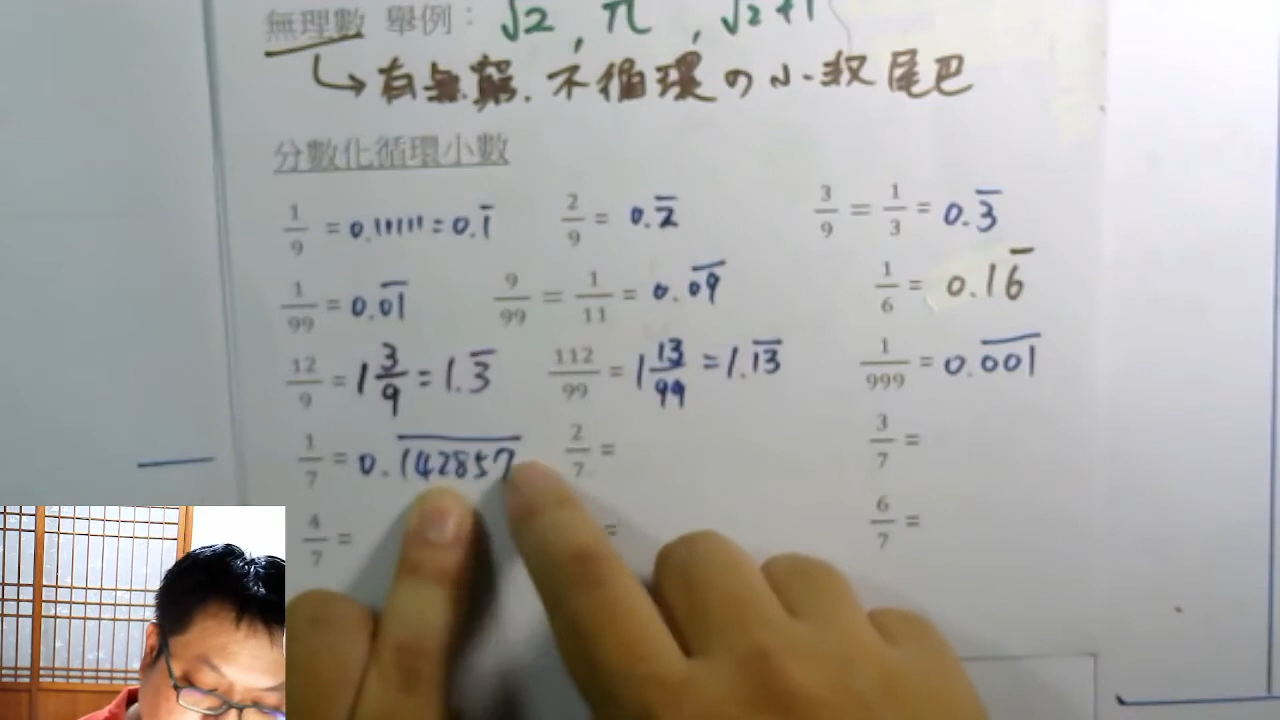 無理數 舉例： √2 , π , √2+1
↳ 有無窮.不循環の小数尾巴
分數化循環小數
1/9 = 0.11111 = 0.1̅ 2/9 = 0.2̅ 3/9 = 1/3 = 0.3̅
1/99 = 0.0̅1̅ 9/99 = 1/11 = 0.0̅9̅ 1/6 = 0.16̅
12/9 = 1 3/9 = 1.3̅ 112/99 = 1 13/99 = 1.1̅3̅ 1/999 = 0.0̅0̅1̅
1/7 = 0.1̅4̅2̅8̅5̅7̅ 2/7 = 3/7 =
4/7 = = 6/7 =